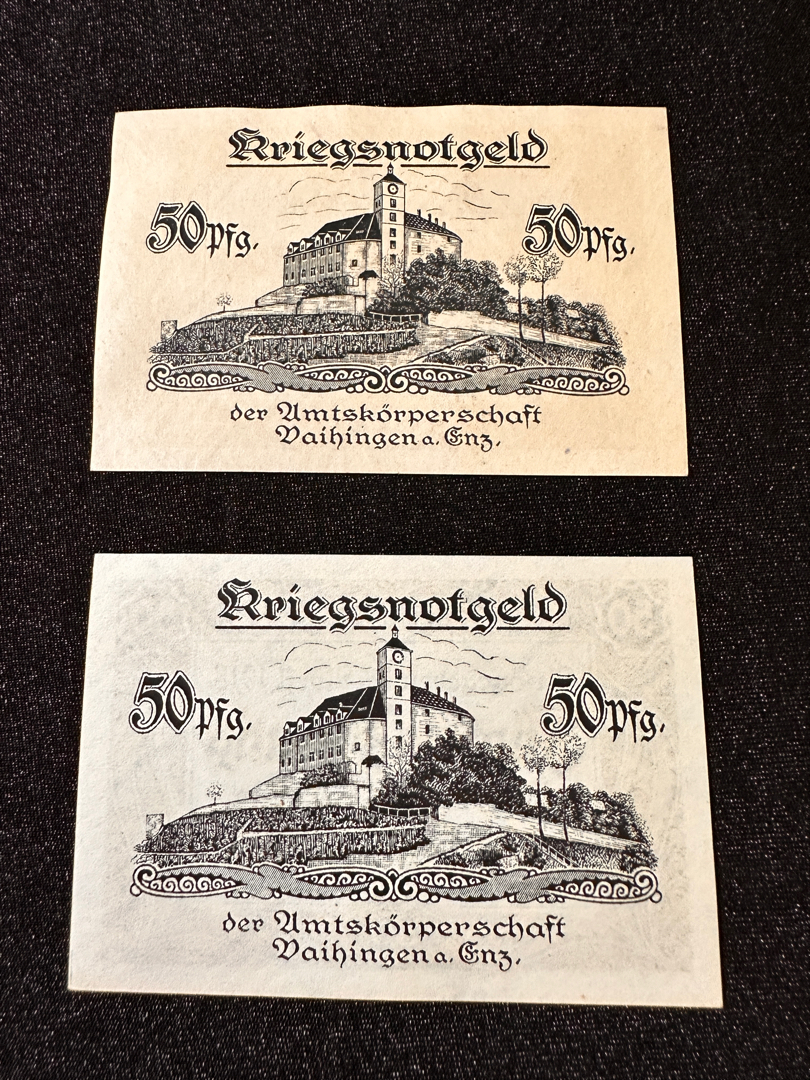 Kriegsnotgeld
50 Pfg. 50 Pfg.
der Amtskörperschaft
Vaihingen a. Enz.
Kriegsnotgeld
50 Pfg. 50 Pfg.
der Amtskörperschaft
Vaihingen a. Enz.